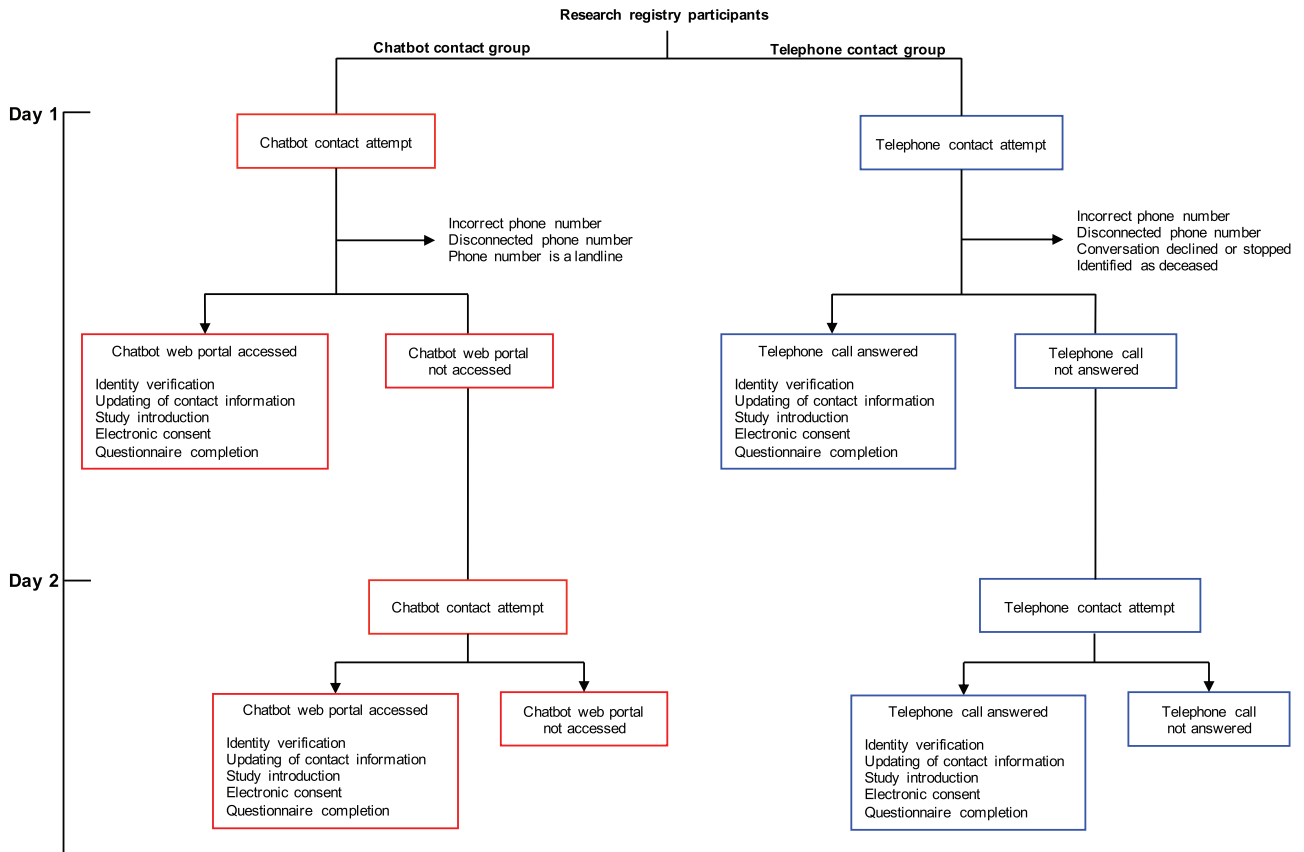 Research registry participants
Chatbot contact group
Telephone contact group
Day 1
Chatbot contact attempt
Telephone contact attempt
Incorrect phone number
Disconnected phone number
Phone number is a landline
Incorrect phone number
Disconnected phone number
Conversation declined or stopped
Identified as deceased
Chatbot web portal accessed
Identity verification
Updating of contact information
Study introduction
Electronic consent
Questionnaire completion
Chatbot web portal
not accessed
Telephone call answered
Identity verification
Updating of contact information
Study introduction
Electronic consent
Questionnaire completion
Telephone call
not answered
Day 2
Chatbot contact attempt
Telephone contact attempt
Chatbot web portal accessed
Identity verification
Updating of contact information
Study introduction
Electronic consent
Questionnaire completion
Chatbot web portal
not accessed
Telephone call answered
Identity verification
Updating of contact information
Study introduction
Electronic consent
Questionnaire completion
Telephone call
not answered